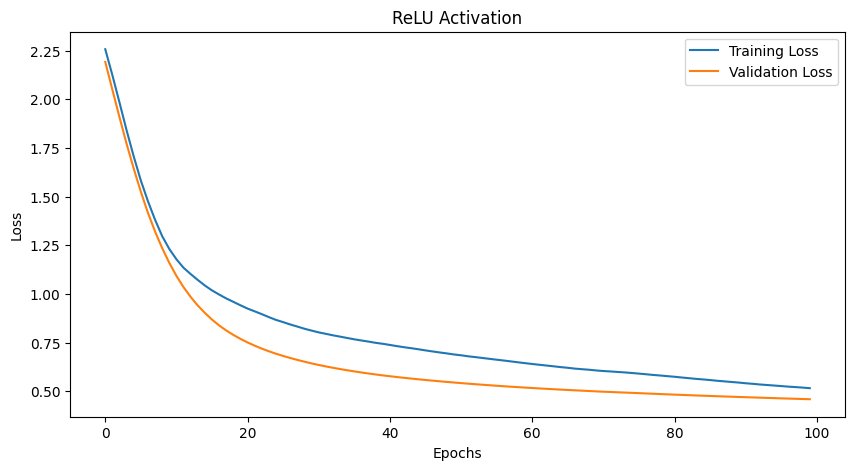 ReLU Activation
Training Loss
Validation Loss
2.25
2.00
1.75
1.50
1.25
1.00
0.75
0.50
Loss
0
20
40
60
80
100
Epochs